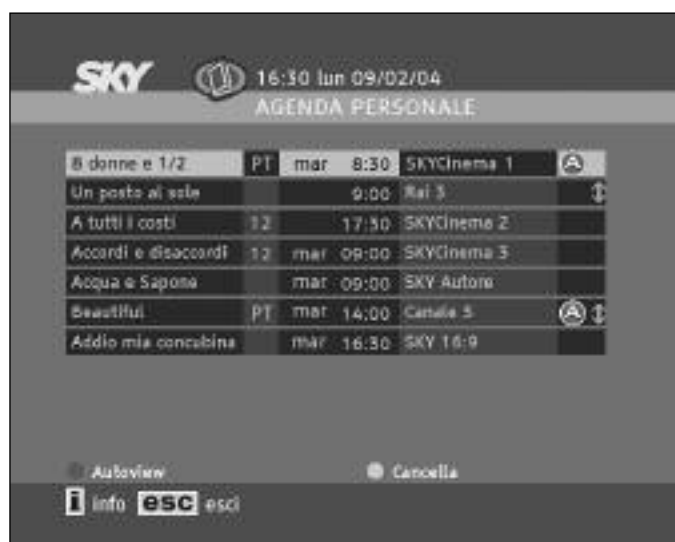 SKY 16:30 lun 09/02/04
AGENDA PERSONALE
8 donne e 1/2 PT mar 8:30 SKYCinema 1 A
Un posto al sole 9:00 Rai 3
A tutti i costi 12 17:30 SKYCinema 2
Accordi e disaccordi 12 mar 09:00 SKYCinema 3
Acqua e Sapone mar 09:00 SKY Autore
Beautiful PT mar 14:00 Canale 5 A
Addio mia concubina mar 16:30 SKY 16:9
Autoview Cancella
i info esc esci